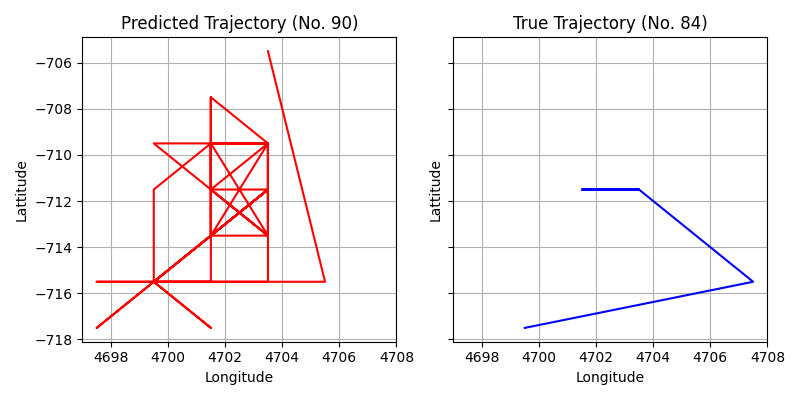 Predicted Trajectory (No. 90)
True Trajectory (No. 84)
−706
−708
−710
−712
−714
−716
−718
Lattitude
Lattitude
4698 4700 4702 4704 4706 4708
4698 4700 4702 4704 4706 4708
Longitude
Longitude